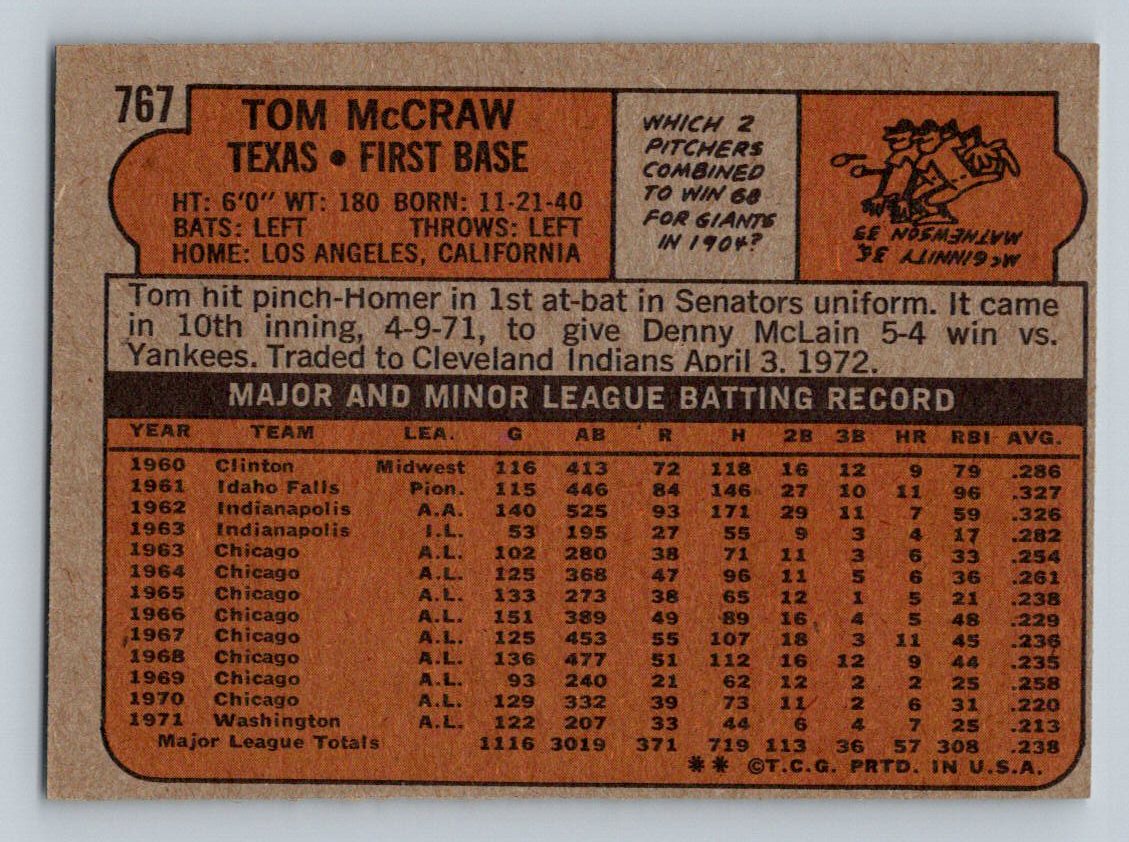 767
TOM McCRAW
TEXAS • FIRST BASE
HT: 6'0" WT: 180 BORN: 11-21-40
BATS: LEFT THROWS: LEFT
HOME: LOS ANGELES, CALIFORNIA
WHICH 2
PITCHERS
COMBINED
TO WIN 68
FOR GIANTS
IN 1904?
McGINNITY 35,
MATHEWSON 33
Tom hit pinch-Homer in 1st at-bat in Senators uniform. It came
in 10th inning, 4-9-71, to give Denny McLain 5-4 win vs.
Yankees. Traded to Cleveland Indians April 3, 1972.
MAJOR AND MINOR LEAGUE BATTING RECORD
YEAR TEAM LEA. G AB R H 2B 3B HR RBI AVG.
1960 Clinton Midwest 116 413 72 118 16 12 9 79 .286
1961 Idaho Falls Pion. 115 446 84 146 27 10 11 96 .327
1962 Indianapolis A.A. 140 525 93 171 29 11 7 59 .326
1963 Indianapolis I.L. 53 195 27 55 9 3 4 17 .282
1963 Chicago A.L. 102 280 38 71 11 3 6 33 .254
1964 Chicago A.L. 125 368 47 96 11 5 6 36 .261
1965 Chicago A.L. 133 273 38 65 12 1 5 21 .238
1966 Chicago A.L. 151 389 49 89 16 4 5 48 .229
1967 Chicago A.L. 125 453 55 107 18 3 11 45 .236
1968 Chicago A.L. 136 477 51 112 16 12 9 44 .235
1969 Chicago A.L. 93 240 21 62 12 2 2 25 .258
1970 Chicago A.L. 129 332 39 73 11 2 6 31 .220
1971 Washington A.L. 122 207 33 44 6 4 7 25 .213
Major League Totals 1116 3019 371 719 113 36 57 308 .238
** ©T.C.G. PRTD. IN U.S.A.